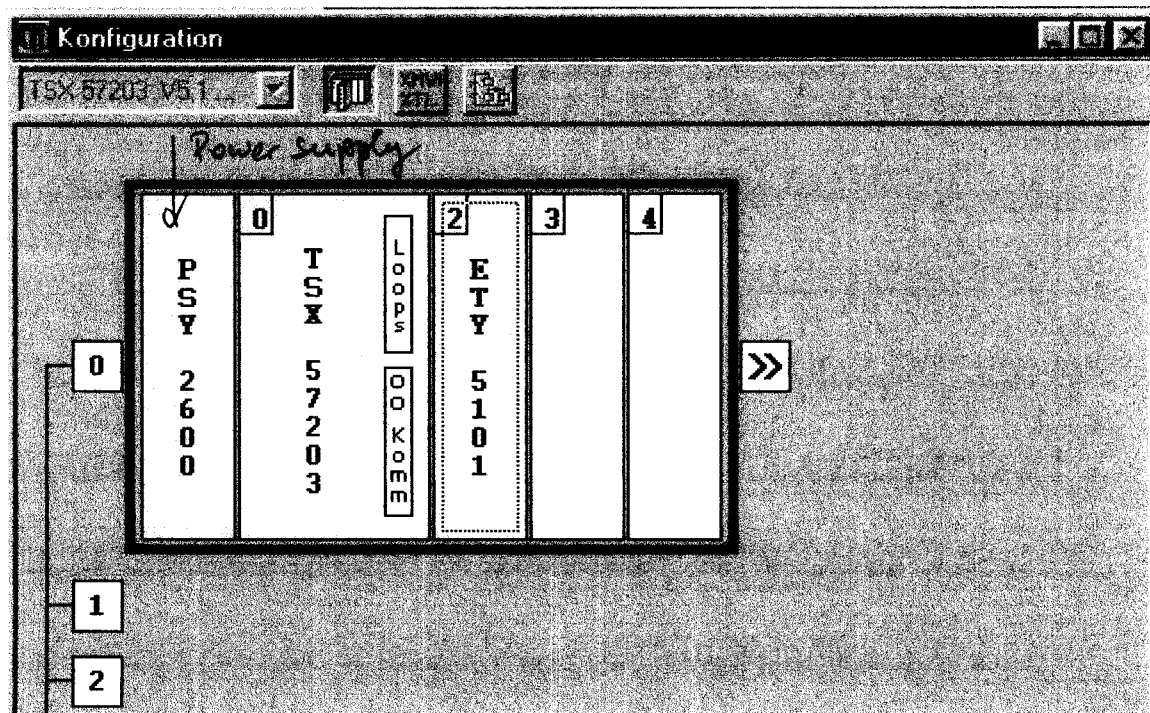 Konfiguration
TSX 57203 V5.1...
Power supply
0
2
3
4
PSY 2600
TSX 57203
Loops
OO Komm
ETY 5101
0
>>
1
2